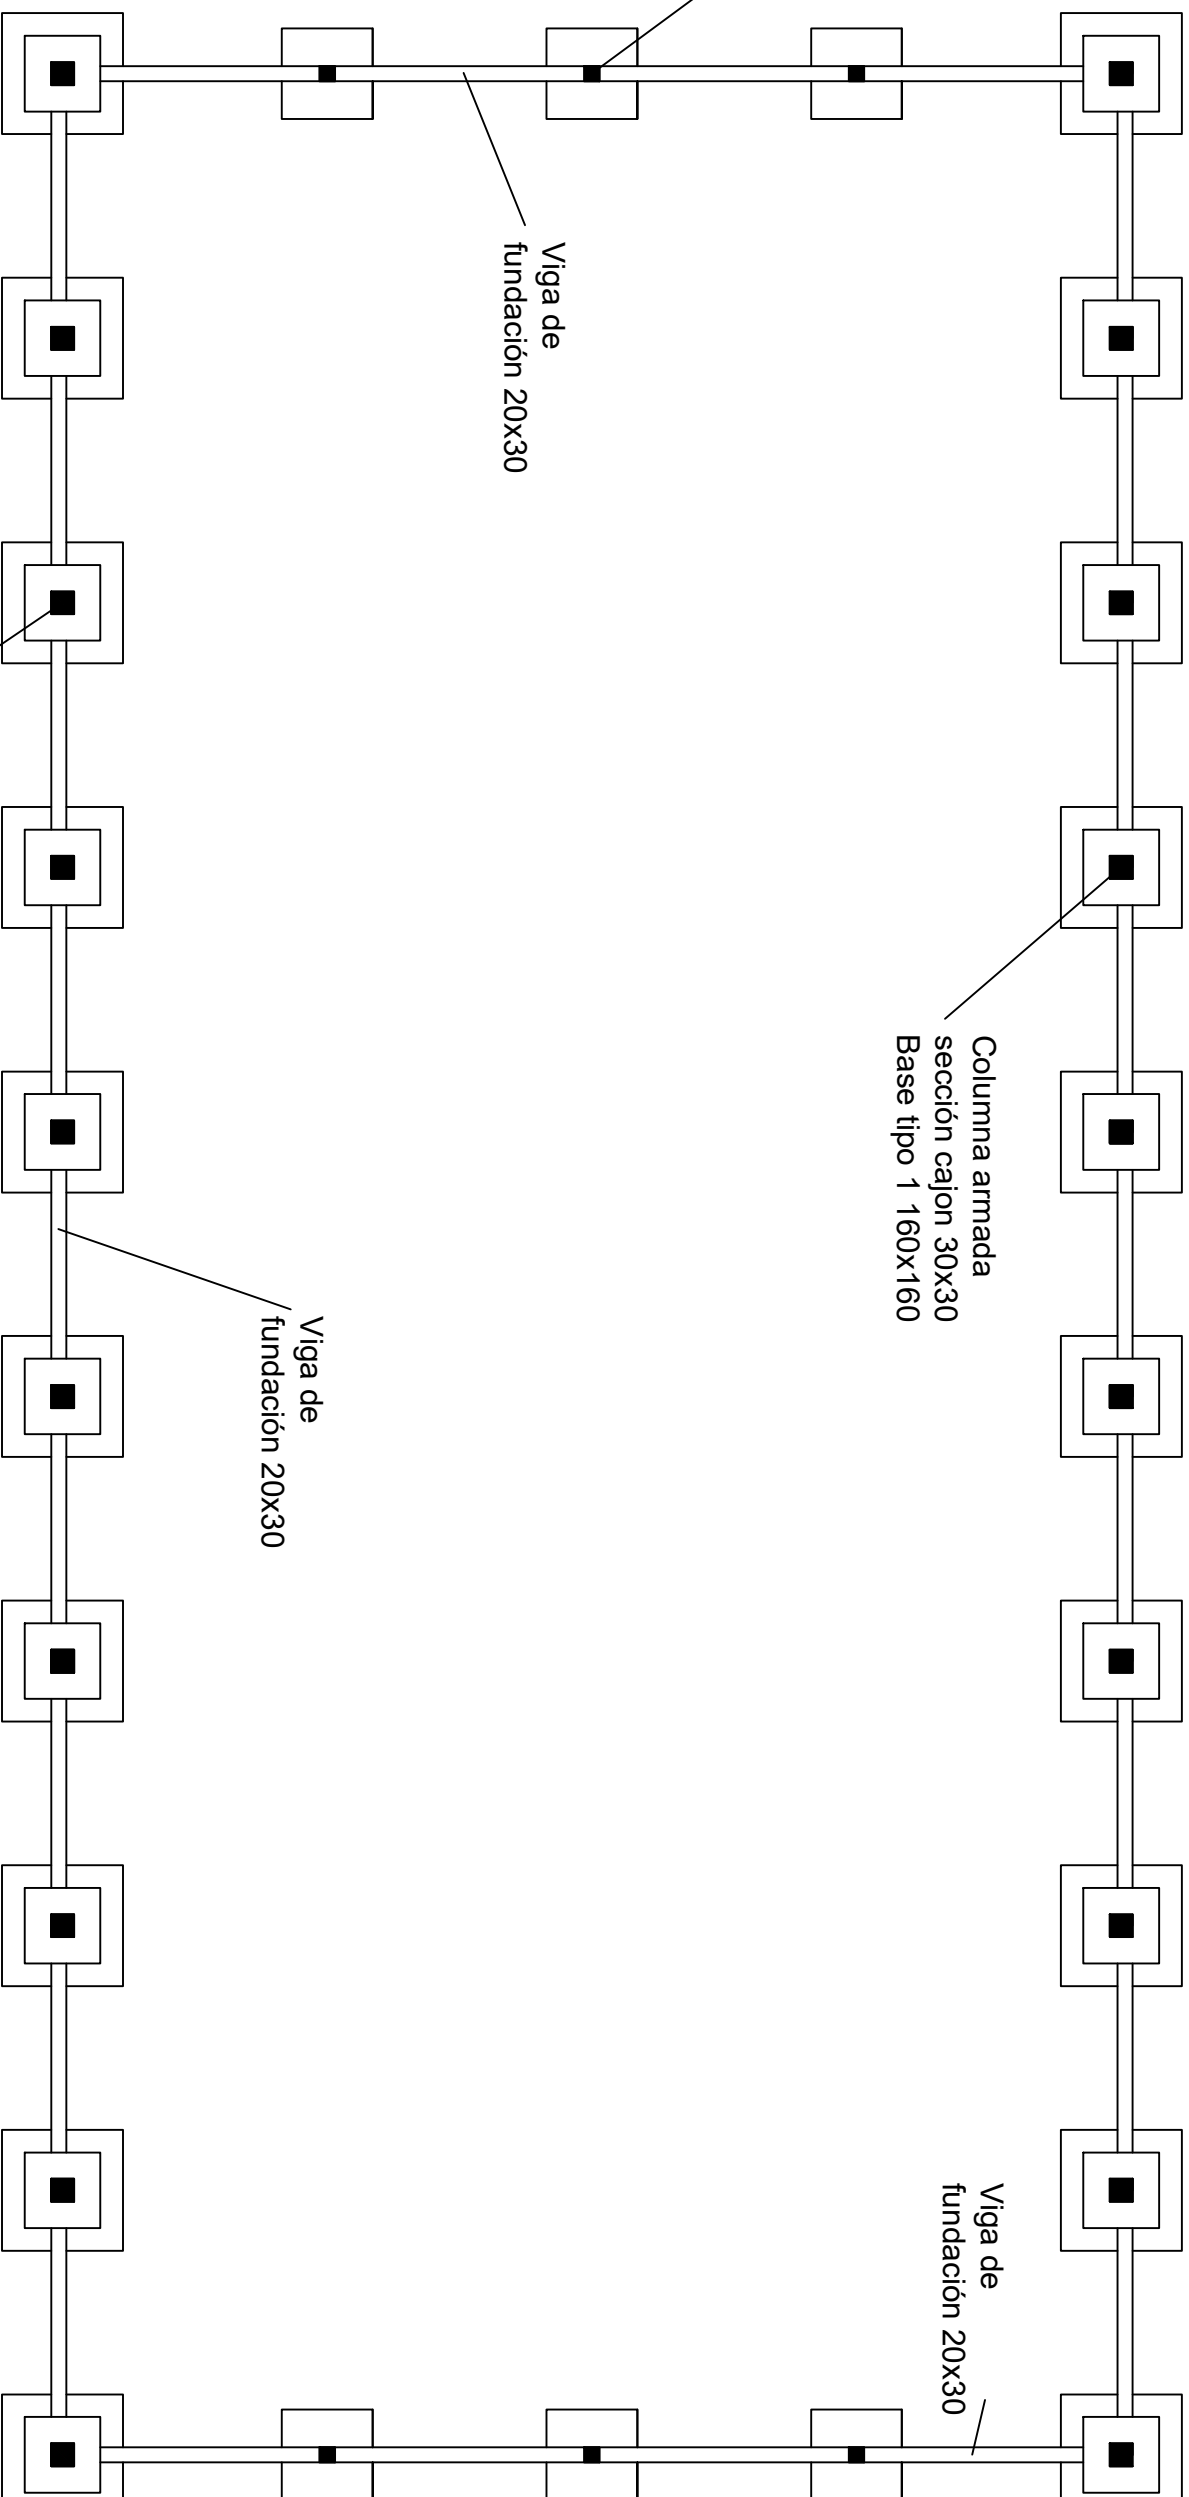 Viga de
fundación 20x30
Columna armada
sección cajon 30x30
Base tipo 1 160x160
Viga de
fundación 20x30
Viga de
fundación 20x30